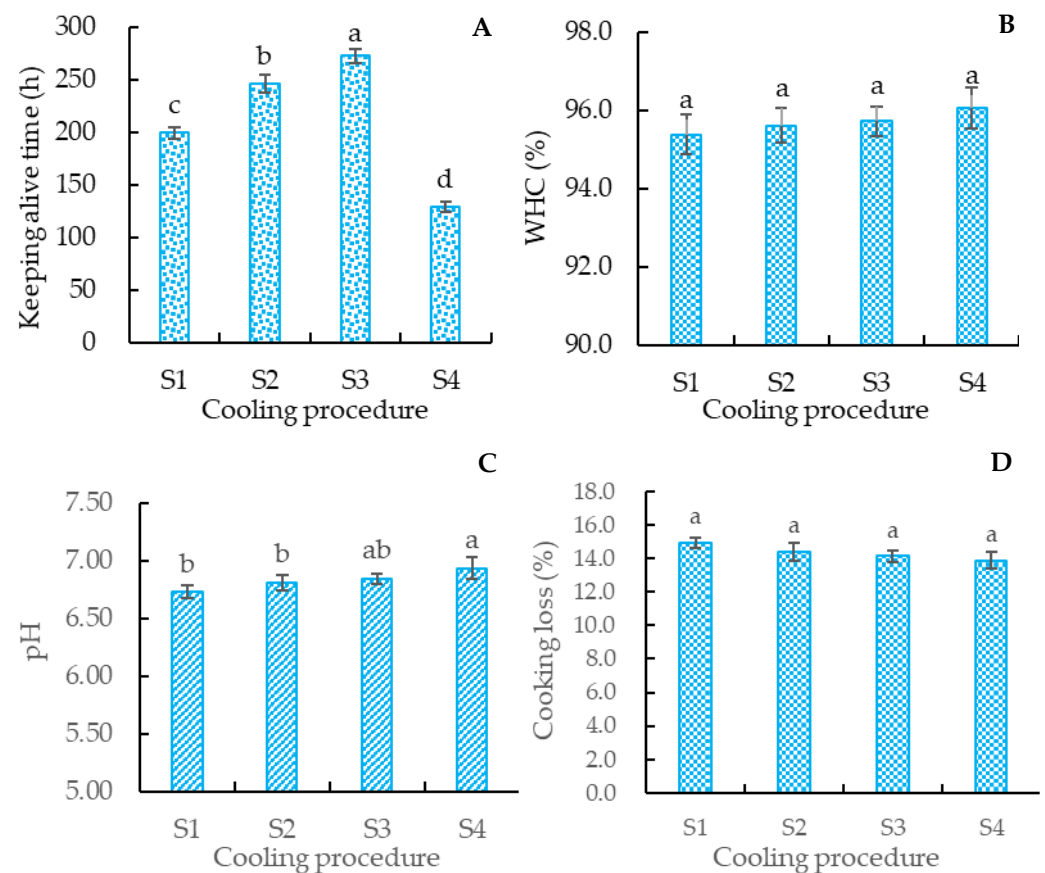 A
Keeping alive time (h)
300
250
200
150
100
50
0
c
b
a
d
S1 S2 S3 S4
Cooling procedure
B
WHC (%)
98.0
96.0
94.0
92.0
90.0
a a a a
S1 S2 S3 S4
Cooling procedure
C
pH
7.50
7.00
6.50
6.00
5.50
5.00
b b ab a
S1 S2 S3 S4
Cooling procedure
D
Cooking loss (%)
18.0
16.0
14.0
12.0
10.0
8.0
6.0
4.0
2.0
0.0
a a a a
S1 S2 S3 S4
Cooling procedure